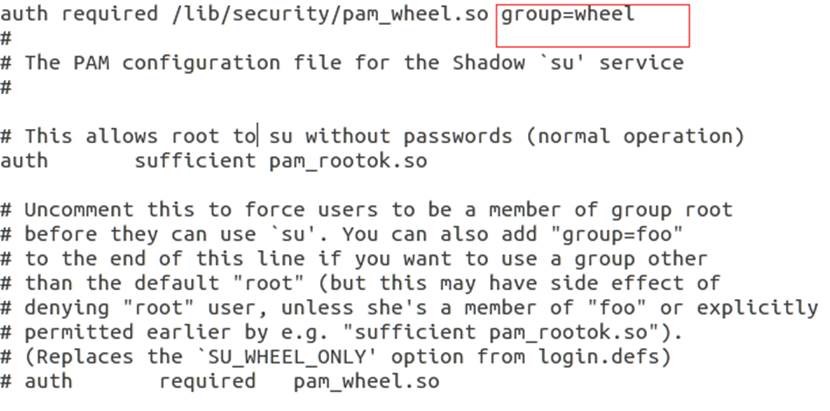 auth required /lib/security/pam_wheel.so group=wheel
#
# The PAM configuration file for the Shadow `su' service
#
# This allows root to su without passwords (normal operation)
auth       sufficient pam_rootok.so
# Uncomment this to force users to be a member of group root
# before they can use `su'. You can also add "group=foo"
# to the end of this line if you want to use a group other
# than the default "root" (but this may have side effect of
# denying "root" user, unless she's a member of "foo" or explicitly
# permitted earlier by e.g. "sufficient pam_rootok.so").
# (Replaces the `SU_WHEEL_ONLY' option from login.defs)
# auth       required   pam_wheel.so